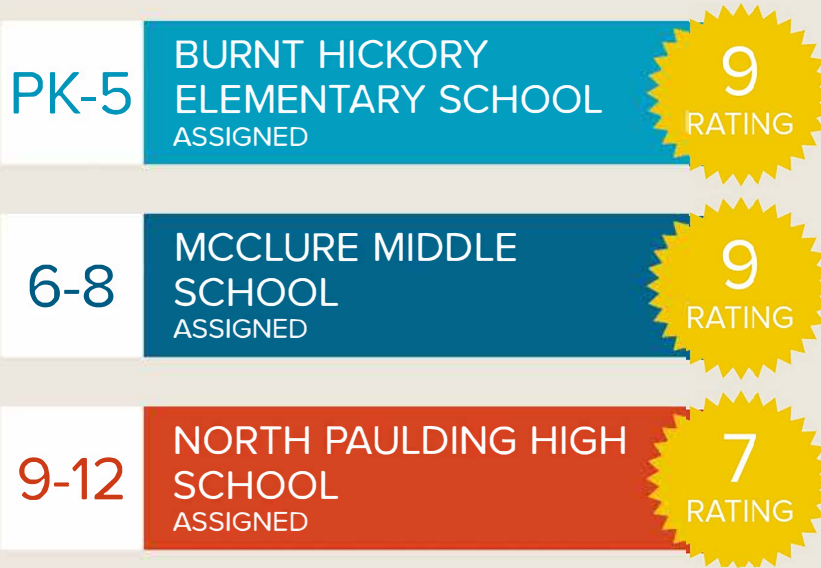 PK-5
BURNT HICKORY
ELEMENTARY SCHOOL
ASSIGNED
9
RATING
6-8
MCCLURE MIDDLE
SCHOOL
ASSIGNED
9
RATING
9-12
NORTH PAULDING HIGH
SCHOOL
ASSIGNED
7
RATING